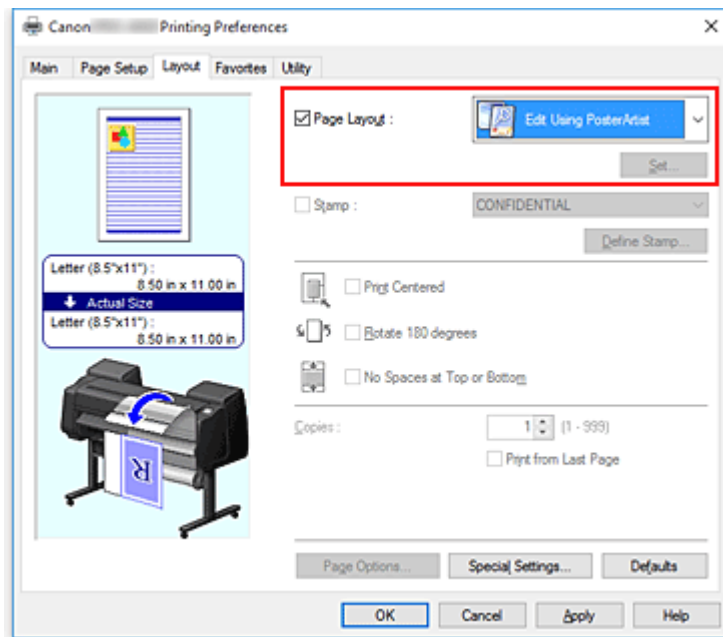 Canon Printing Preferences
Main Page Setup Layout Favorites Utility
Page Layout : Edit Using PosterArtist
Set...
Stamp : CONFIDENTIAL
Define Stamp...
Letter (8.5"x11") :
8.50 in x 11.00 in
Actual Size
Letter (8.5"x11") :
8.50 in x 11.00 in
Print Centered
Rotate 180 degrees
No Spaces at Top or Bottom
R
Copies : 1 (1 - 999)
Print from Last Page
Page Options... Special Settings... Defaults
OK Cancel Apply Help